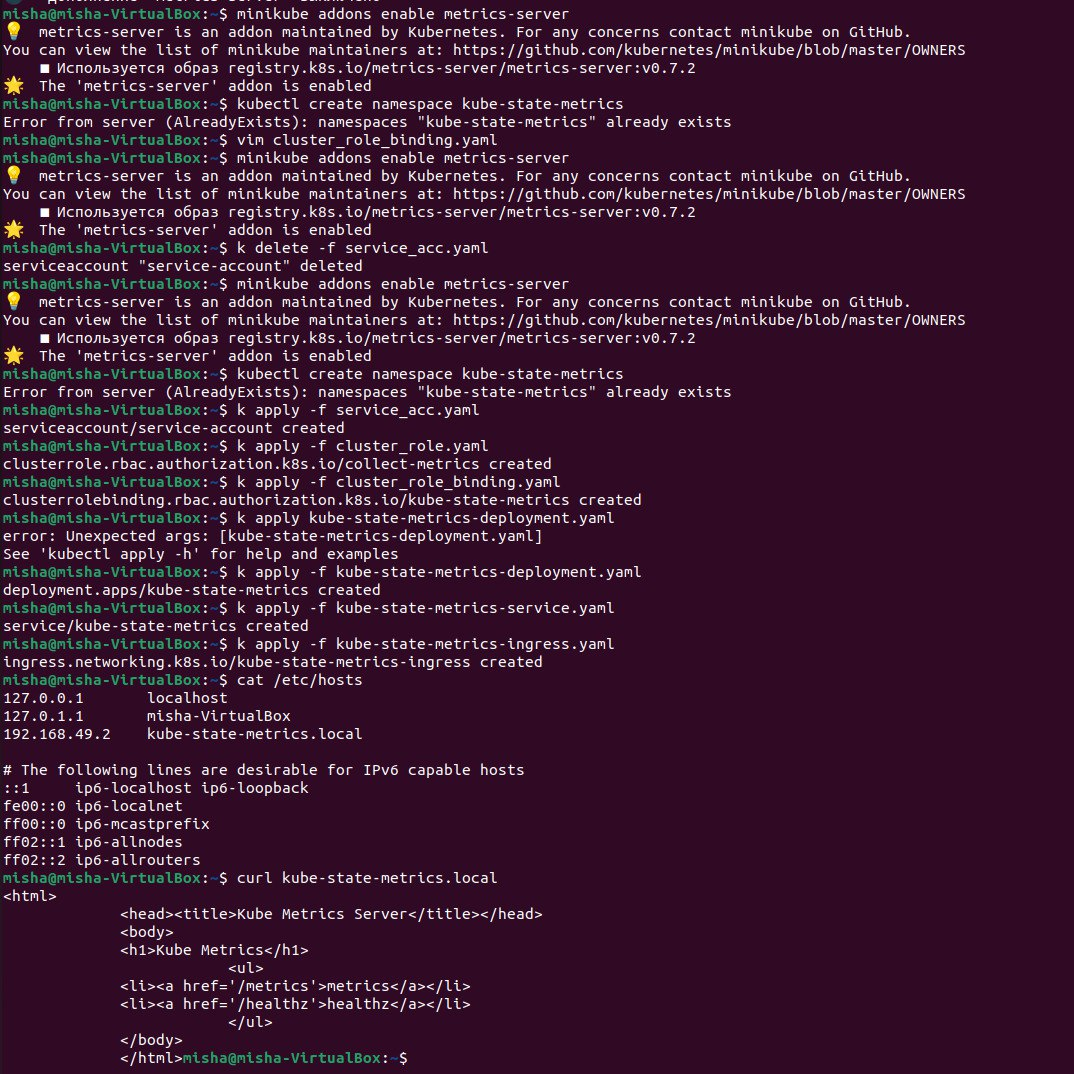 misha@misha-VirtualBox:~$ minikube addons enable metrics-server
💡 metrics-server is an addon maintained by Kubernetes. For any concerns contact minikube on GitHub.
You can view the list of minikube maintainers at: https://github.com/kubernetes/minikube/blob/master/OWNERS
■ Используется образ registry.k8s.io/metrics-server/metrics-server:v0.7.2
🌟 The 'metrics-server' addon is enabled
misha@misha-VirtualBox:~$ kubectl create namespace kube-state-metrics
Error from server (AlreadyExists): namespaces "kube-state-metrics" already exists
misha@misha-VirtualBox:~$ vim cluster_role_binding.yaml
misha@misha-VirtualBox:~$ minikube addons enable metrics-server
💡 metrics-server is an addon maintained by Kubernetes. For any concerns contact minikube on GitHub.
You can view the list of minikube maintainers at: https://github.com/kubernetes/minikube/blob/master/OWNERS
■ Используется образ registry.k8s.io/metrics-server/metrics-server:v0.7.2
🌟 The 'metrics-server' addon is enabled
misha@misha-VirtualBox:~$ k delete -f service_acc.yaml
serviceaccount "service-account" deleted
misha@misha-VirtualBox:~$ minikube addons enable metrics-server
💡 metrics-server is an addon maintained by Kubernetes. For any concerns contact minikube on GitHub.
You can view the list of minikube maintainers at: https://github.com/kubernetes/minikube/blob/master/OWNERS
■ Используется образ registry.k8s.io/metrics-server/metrics-server:v0.7.2
🌟 The 'metrics-server' addon is enabled
misha@misha-VirtualBox:~$ kubectl create namespace kube-state-metrics
Error from server (AlreadyExists): namespaces "kube-state-metrics" already exists
misha@misha-VirtualBox:~$ k apply -f service_acc.yaml
serviceaccount/service-account created
misha@misha-VirtualBox:~$ k apply -f cluster_role.yaml
clusterrole.rbac.authorization.k8s.io/collect-metrics created
misha@misha-VirtualBox:~$ k apply -f cluster_role_binding.yaml
clusterrolebinding.rbac.authorization.k8s.io/kube-state-metrics created
misha@misha-VirtualBox:~$ k apply kube-state-metrics-deployment.yaml
error: Unexpected args: [kube-state-metrics-deployment.yaml]
See 'kubectl apply -h' for help and examples
misha@misha-VirtualBox:~$ k apply -f kube-state-metrics-deployment.yaml
deployment.apps/kube-state-metrics created
misha@misha-VirtualBox:~$ k apply -f kube-state-metrics-service.yaml
service/kube-state-metrics created
misha@misha-VirtualBox:~$ k apply -f kube-state-metrics-ingress.yaml
ingress.networking.k8s.io/kube-state-metrics-ingress created
misha@misha-VirtualBox:~$ cat /etc/hosts
127.0.0.1 localhost
127.0.1.1 misha-VirtualBox
192.168.49.2 kube-state-metrics.local
# The following lines are desirable for IPv6 capable hosts
::1 ip6-localhost ip6-loopback
fe00::0 ip6-localnet
ff00::0 ip6-mcastprefix
ff02::1 ip6-allnodes
ff02::2 ip6-allrouters
misha@misha-VirtualBox:~$ curl kube-state-metrics.local
<html>
<head><title>Kube Metrics Server</title></head>
<body>
<h1>Kube Metrics</h1>
<ul>
<li><a href='/metrics'>metrics</a></li>
<li><a href='/healthz'>healthz</a></li>
</ul>
</body>
</html>misha@misha-VirtualBox:~$